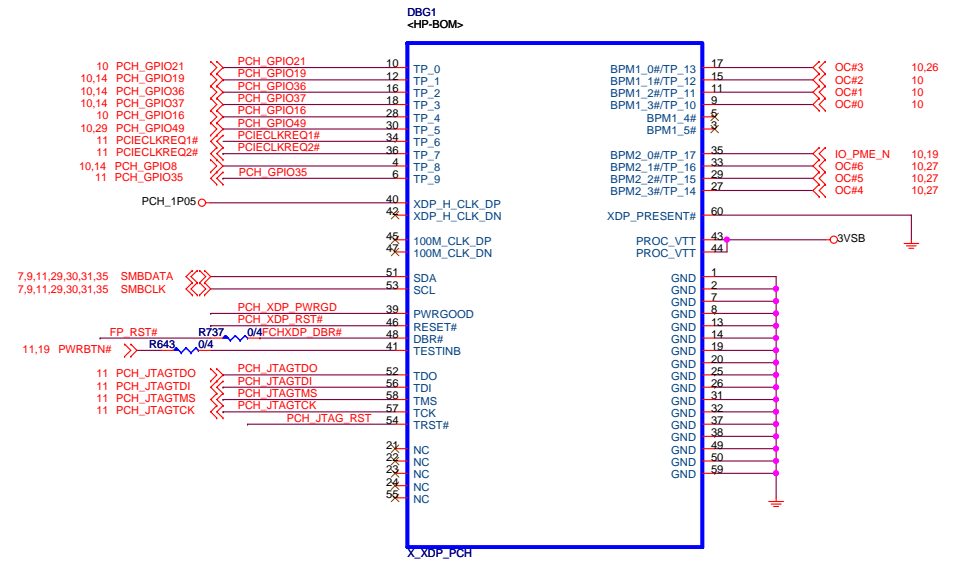 DBG1
<HP-BOM>
10 PCH_GPIO21 PCH_GPIO21 10 TP_0 BPM1_0#/TP_13 17 OC#3 10,26
10,14 PCH_GPIO19 PCH_GPIO19 12 TP_1 BPM1_1#/TP_12 15 OC#2 10
10,14 PCH_GPIO36 PCH_GPIO36 16 TP_2 BPM1_2#/TP_11 11 OC#1 10
10,14 PCH_GPIO37 PCH_GPIO37 18 TP_3 BPM1_3#/TP_10 9 OC#0 10
10 PCH_GPIO16 PCH_GPIO16 28 TP_4 BPM1_4# 5
10,29 PCH_GPIO49 PCH_GPIO49 30 TP_5 BPM1_5# 3
11 PCIECLKREQ1# PCIECLKREQ1# 34 TP_6
11 PCIECLKREQ2# PCIECLKREQ2# 36 TP_7 BPM2_0#/TP_17 35 IO_PME_N 10,19
10,14 PCH_GPIO8 4 TP_8 BPM2_1#/TP_16 33 OC#6 10,27
11 PCH_GPIO35 PCH_GPIO35 6 TP_9 BPM2_2#/TP_15 29 OC#5 10,27
BPM2_3#/TP_14 27 OC#4 10,27
PCH_1P05 40 XDP_H_CLK_DP
42 XDP_H_CLK_DN XDP_PRESENT# 60
45 100M_CLK_DP PROC_VTT 43 3VSB
47 100M_CLK_DN PROC_VTT 44
7,9,11,29,30,31,35 SMBDATA 51 SDA GND 1
7,9,11,29,30,31,35 SMBCLK 53 SCL GND 2
GND 7
PCH_XDP_PWRGD 39 PWRGOOD GND 8
PCH_XDP_RST# 46 RESET# GND 13
FP_RST# R737 0/4 FCHXDP_DBR# 48 DBR# GND 14
11,19 PWRBTN# R643 0/4 41 TESTINB GND 19
GND 20
PCH_JTAGTDO 52 TDO GND 25
11 PCH_JTAGTDO
11 PCH_JTAGTDI PCH_JTAGTDI 56 TDI GND 26
11 PCH_JTAGTMS PCH_JTAGTMS 58 TMS GND 31
11 PCH_JTAGTCK PCH_JTAGTCK 57 TCK GND 32
PCH_JTAG_RST 54 TRST# GND 37
GND 38
21 NC GND 49
22 NC GND 50
23 NC GND 59
24 NC
55 NC
X_XDP_PCH